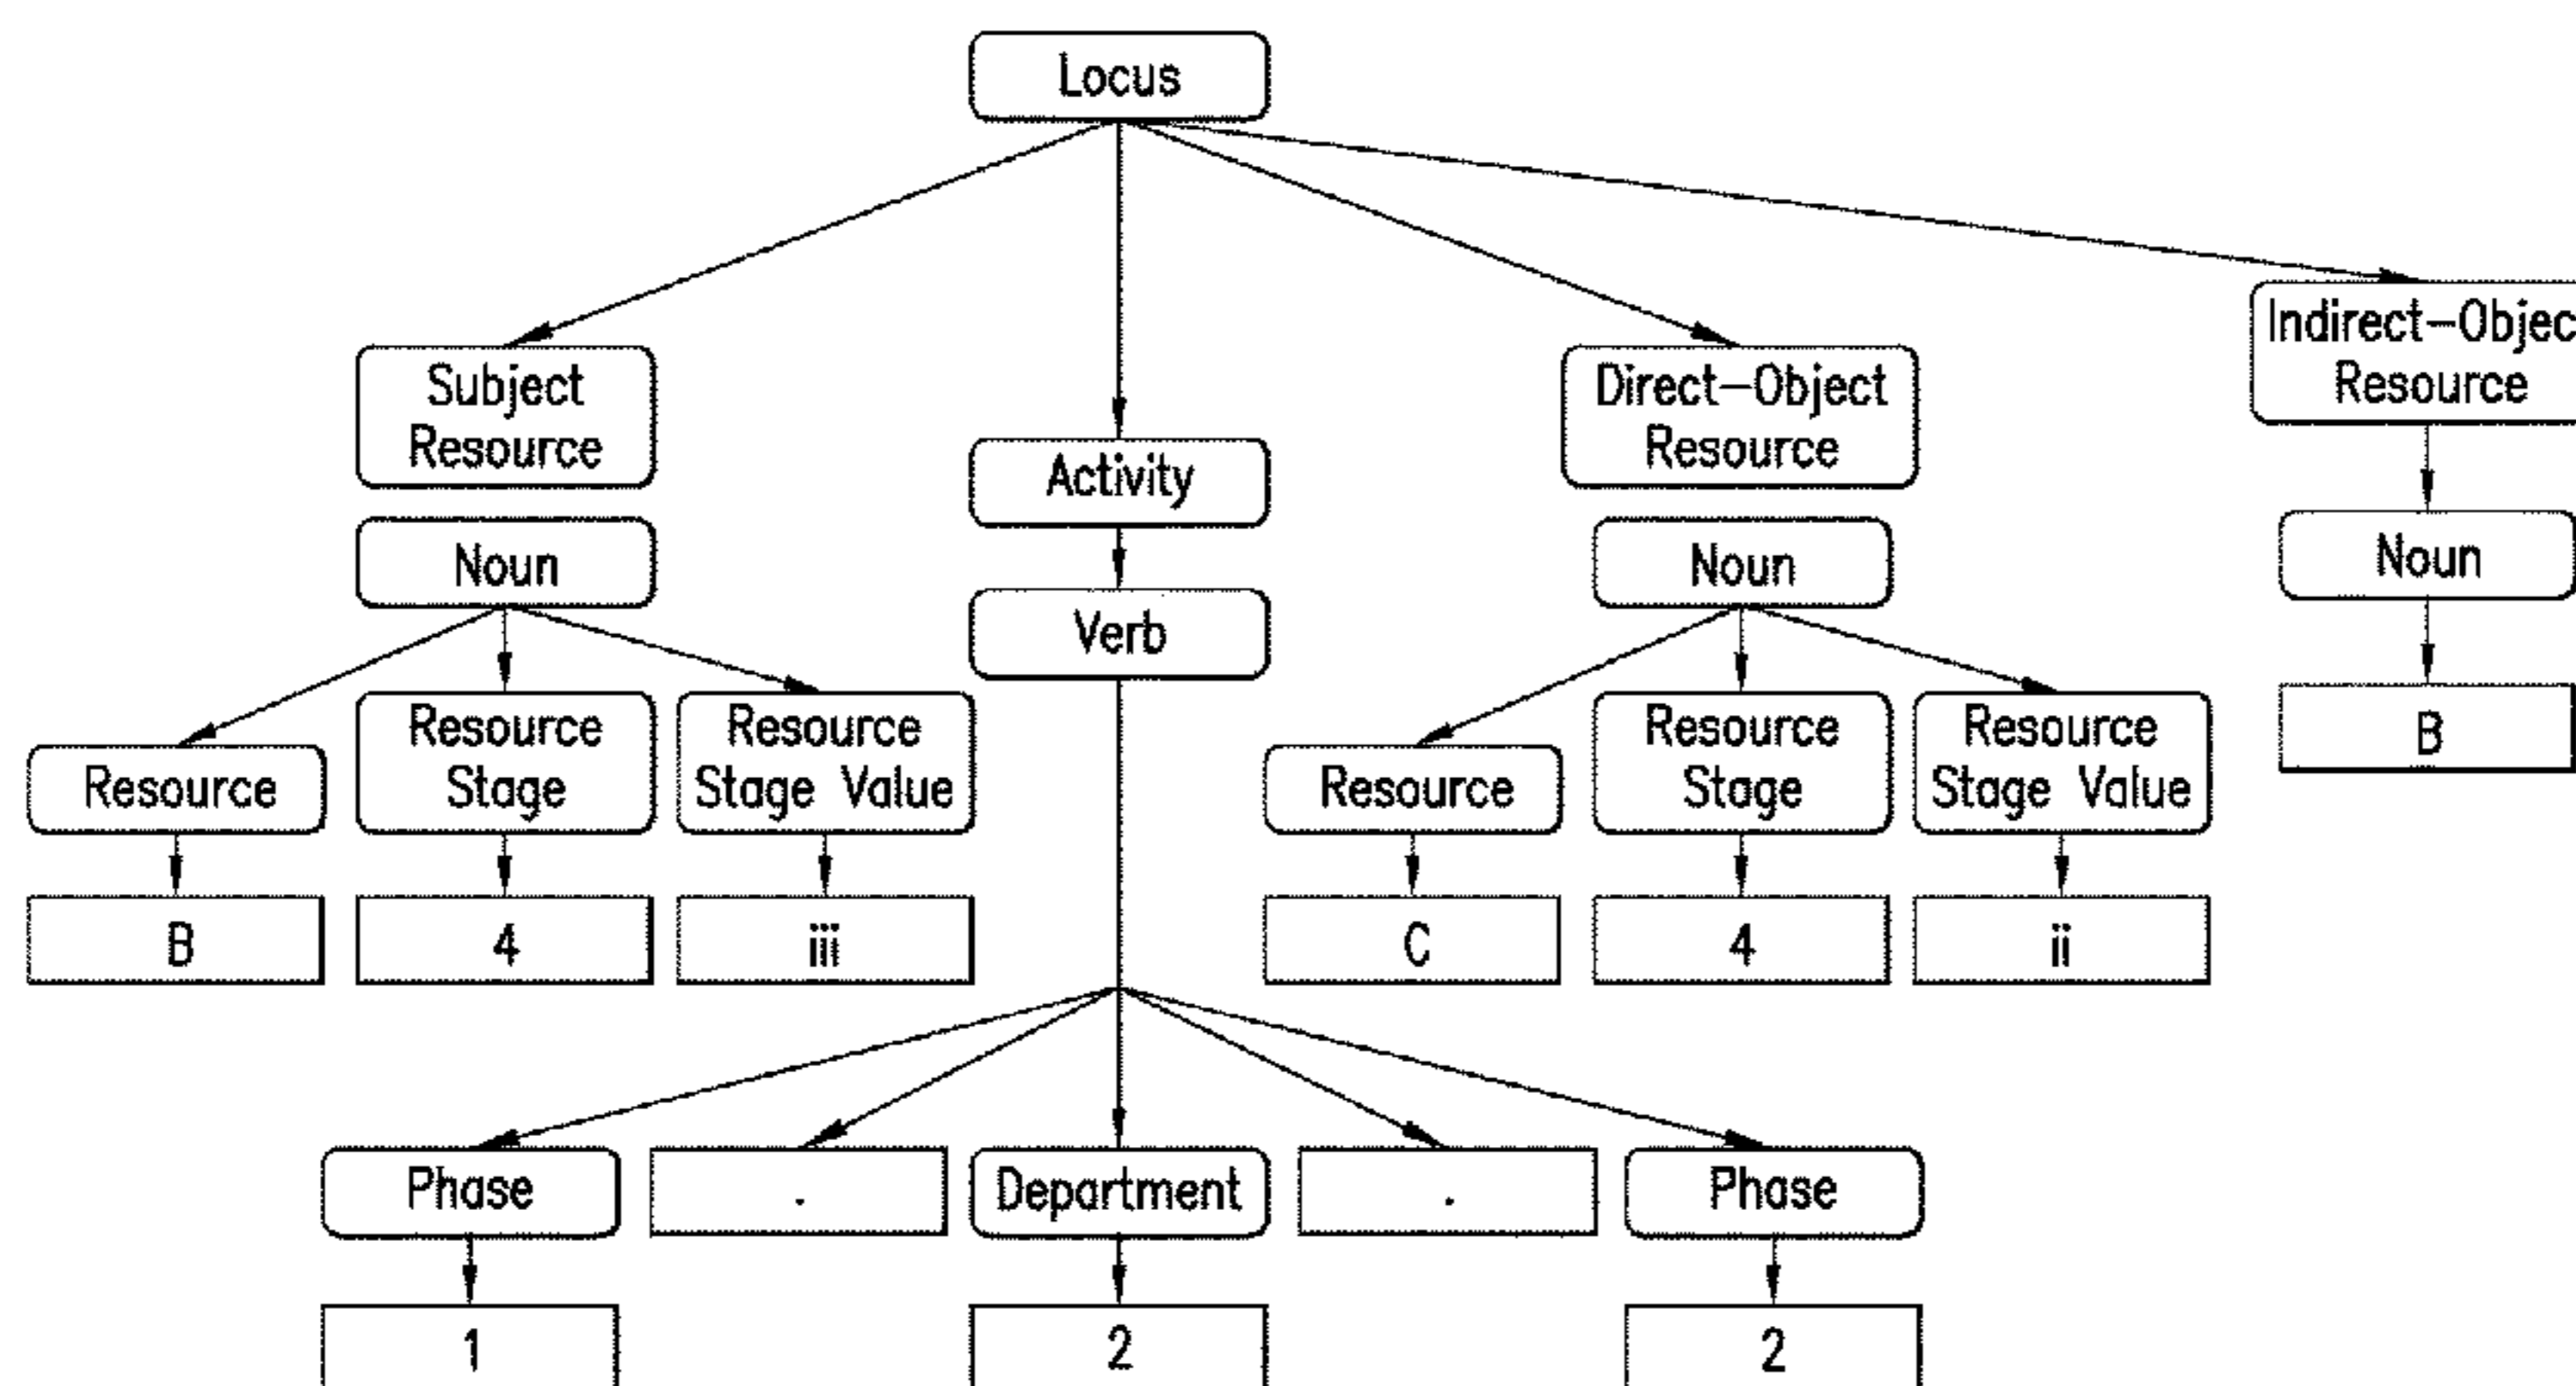 Locus
Indirect-Objec
Resource
Subject
Resource
Direct-Object
Resource
Activity
Noun
Noun
Noun
Verb
Resource
Stage
Resource
Stage Value
Resource
Stage
Resource
Stage Value
B
Resource
Resource
B
4
iii
C
4
ii
Phase
.
Department
.
Phase
1
2
2